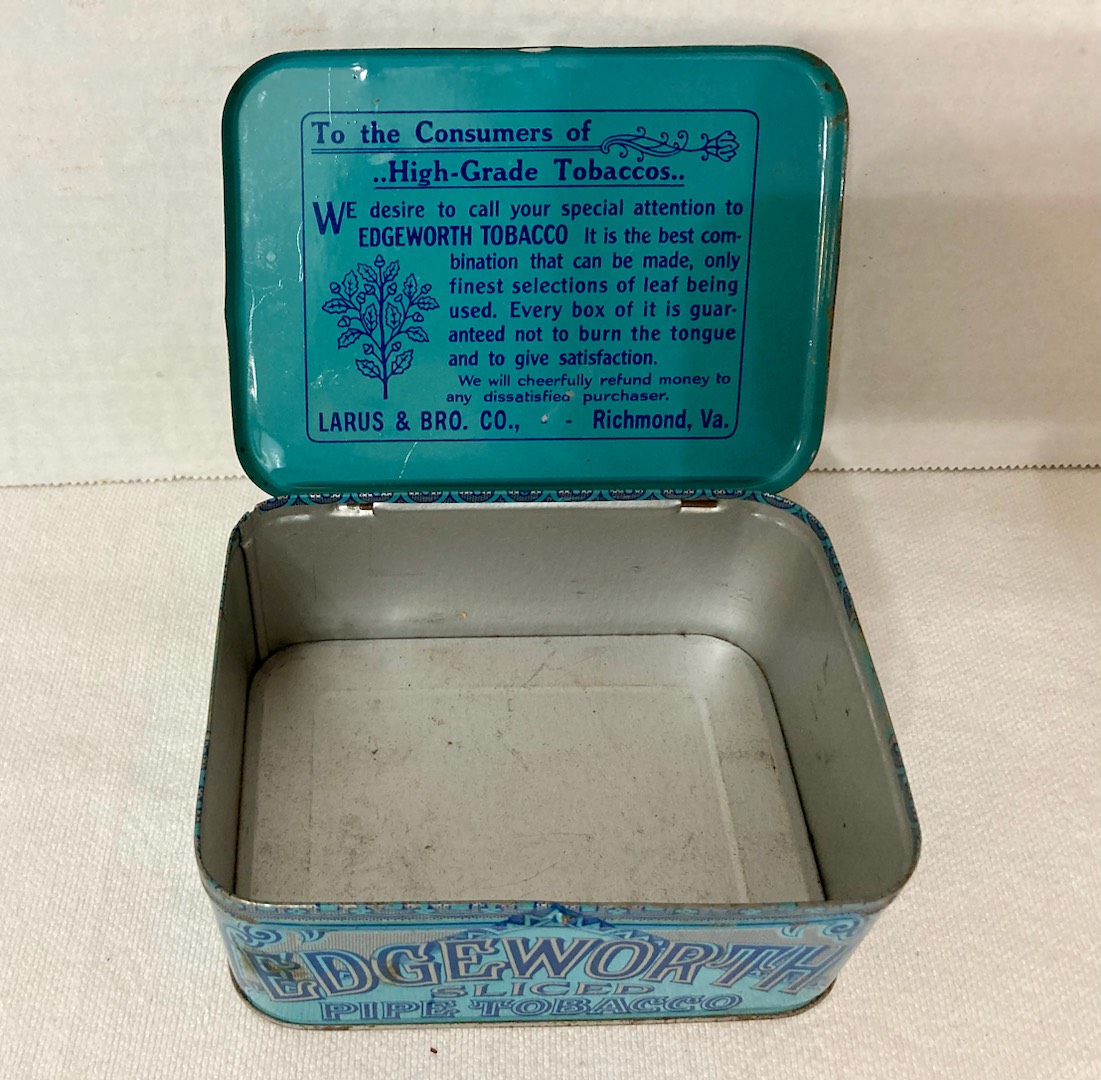 To the Consumers of
..High-Grade Tobaccos..
WE desire to call your special attention to
EDGEWORTH TOBACCO It is the best com-
bination that can be made, only
finest selections of leaf being
used. Every box of it is guar-
anteed not to burn the tongue
and to give satisfaction.
We will cheerfully refund money to
any dissatisfied purchaser.
LARUS & BRO. CO., - - Richmond, Va.
EDGEWORTH
SLICED
PIPE TOBACCO